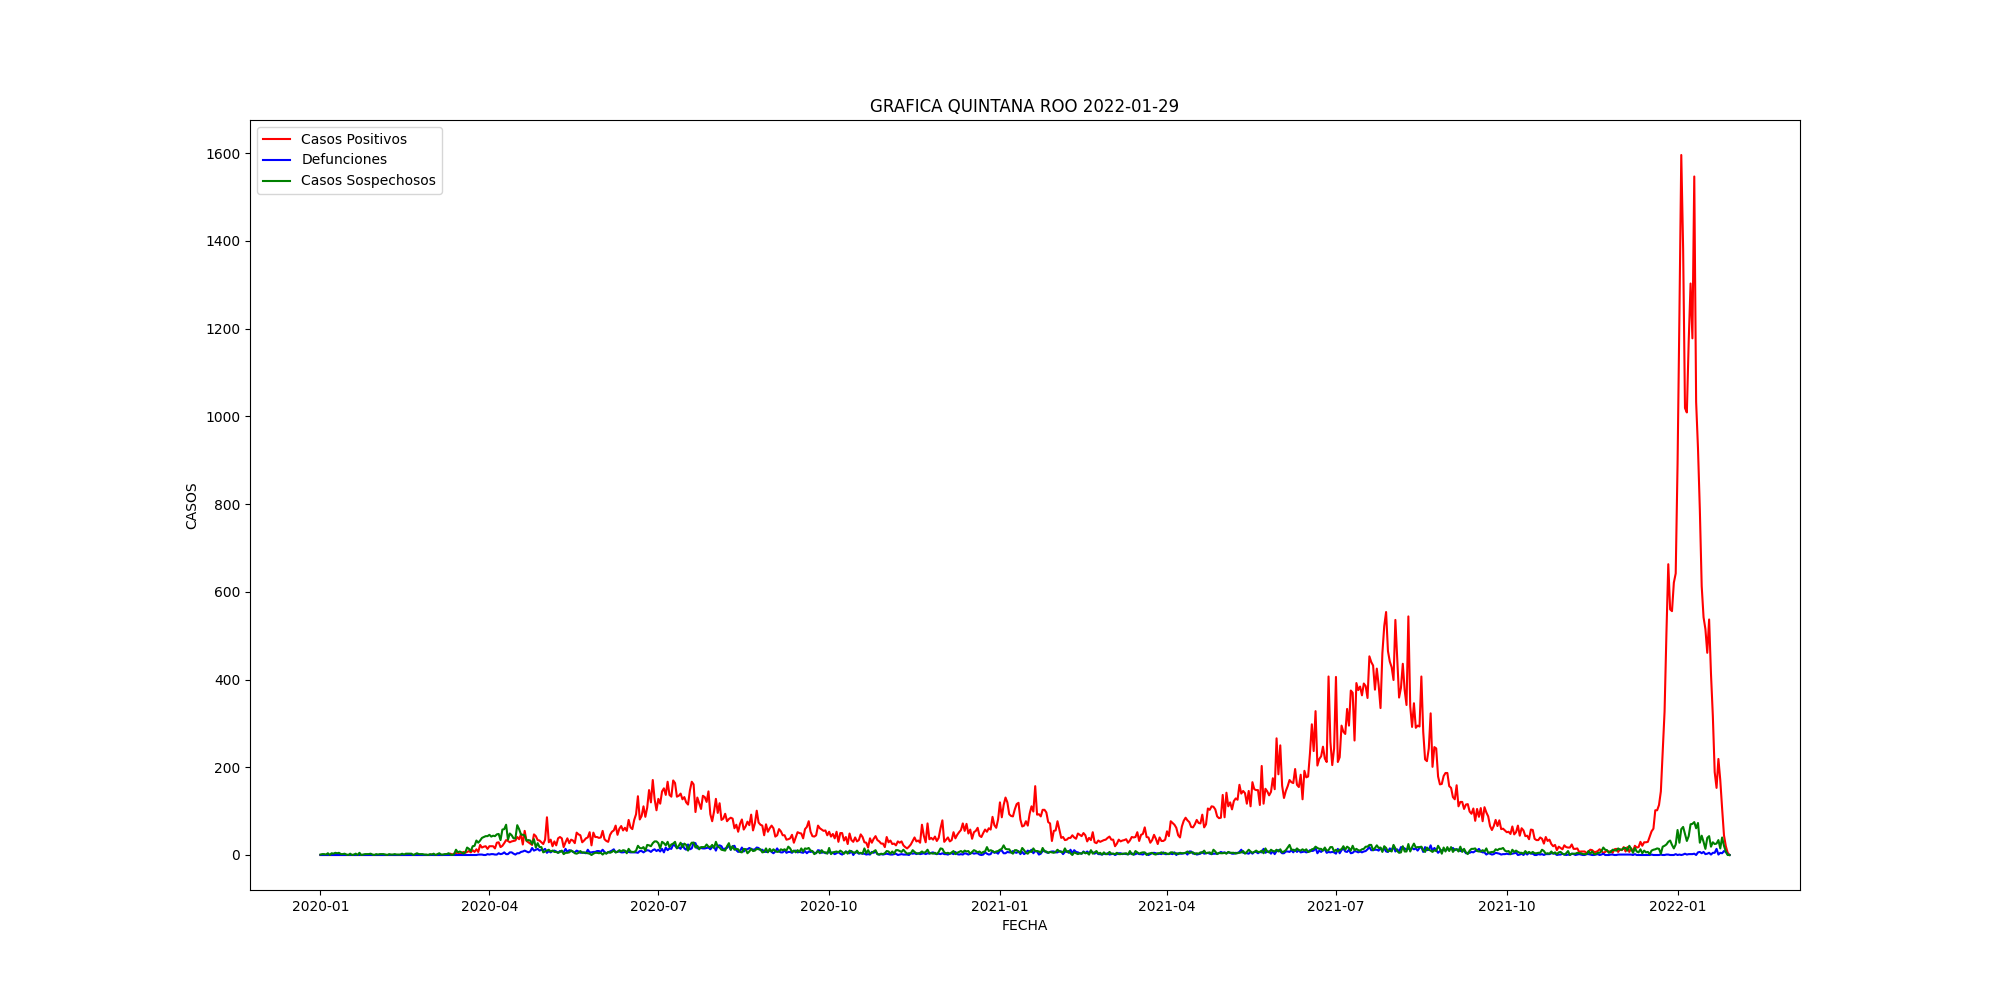 GRAFICA QUINTANA ROO 2022-01-29
Casos Positivos
Defunciones
Casos Sospechosos
1600
1400
1200
1000
800
600
400
200
0
CASOS
2020-01 2020-04 2020-07 2020-10 2021-01 2021-04 2021-07 2021-10 2022-01
FECHA